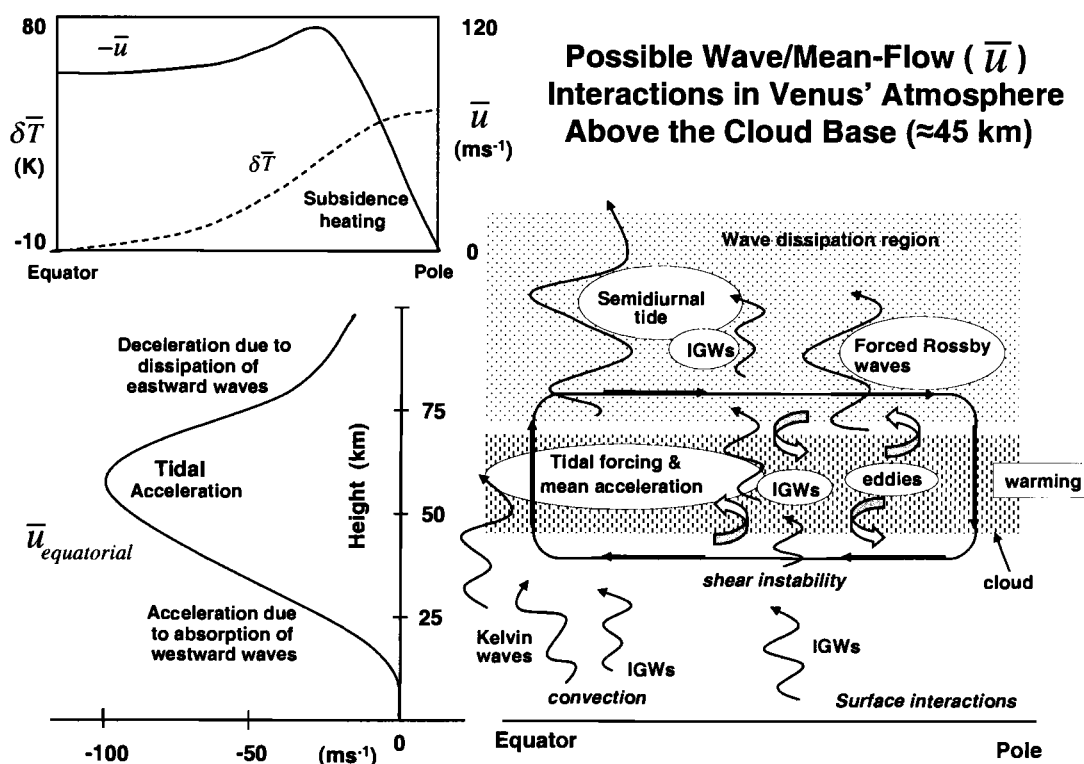 Possible Wave/Mean-Flow ( u̅ )
Interactions in Venus' Atmosphere
Above the Cloud Base (≈45 km)
80
120
−u̅
δT̅
(K)
u̅
(ms⁻¹)
δT̅
Subsidence
heating
-10
0
Equator
Pole
Deceleration due to
dissipation of
eastward waves
75
Tidal
Acceleration
Height (km)
50
u̅equatorial
Acceleration due
to absorption of
westward waves
25
-100
-50
(ms⁻¹)
0
Wave dissipation region
Semidiurnal
tide
IGWs
Forced Rossby
waves
Tidal forcing &
mean acceleration
IGWs
eddies
warming
shear instability
cloud
Kelvin
waves
IGWs
IGWs
convection
Surface interactions
Equator
Pole